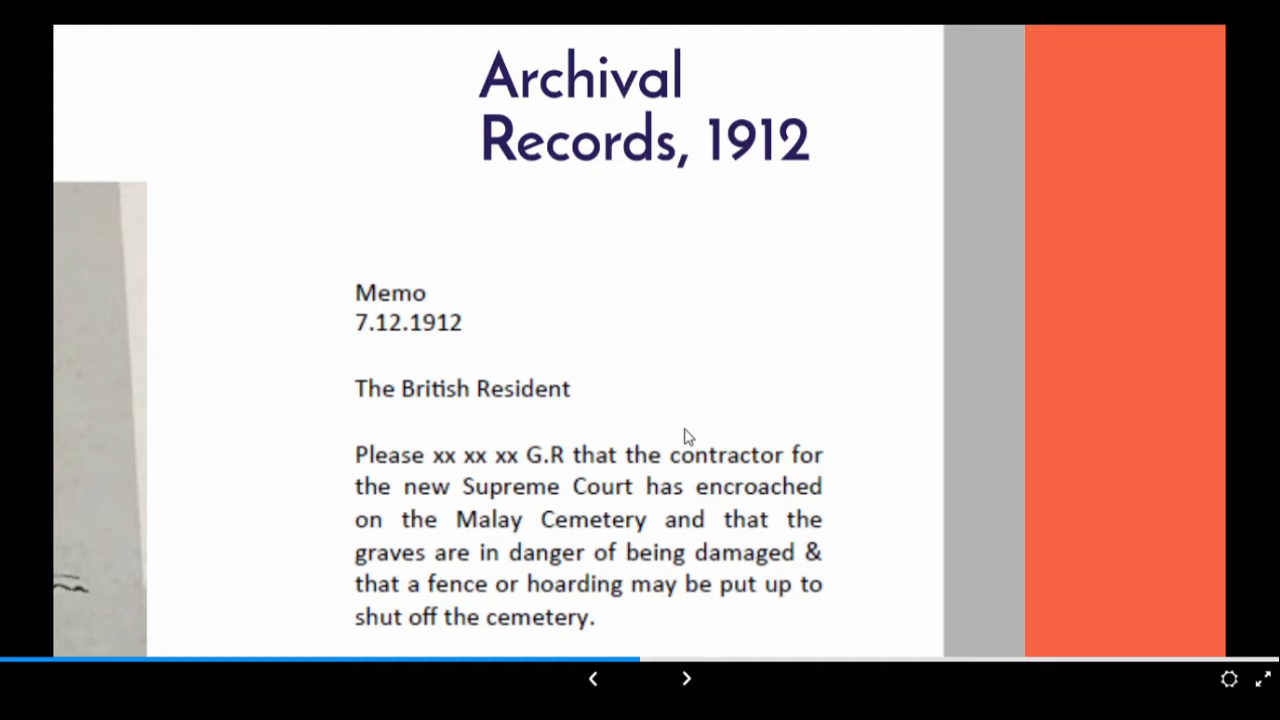 Archival
Records, 1912
Memo
7.12.1912
The British Resident
Please xx xx xx G.R that the contractor for
the new Supreme Court has encroached
on the Malay Cemetery and that the
graves are in danger of being damaged &
that a fence or hoarding may be put up to
shut off the cemetery.